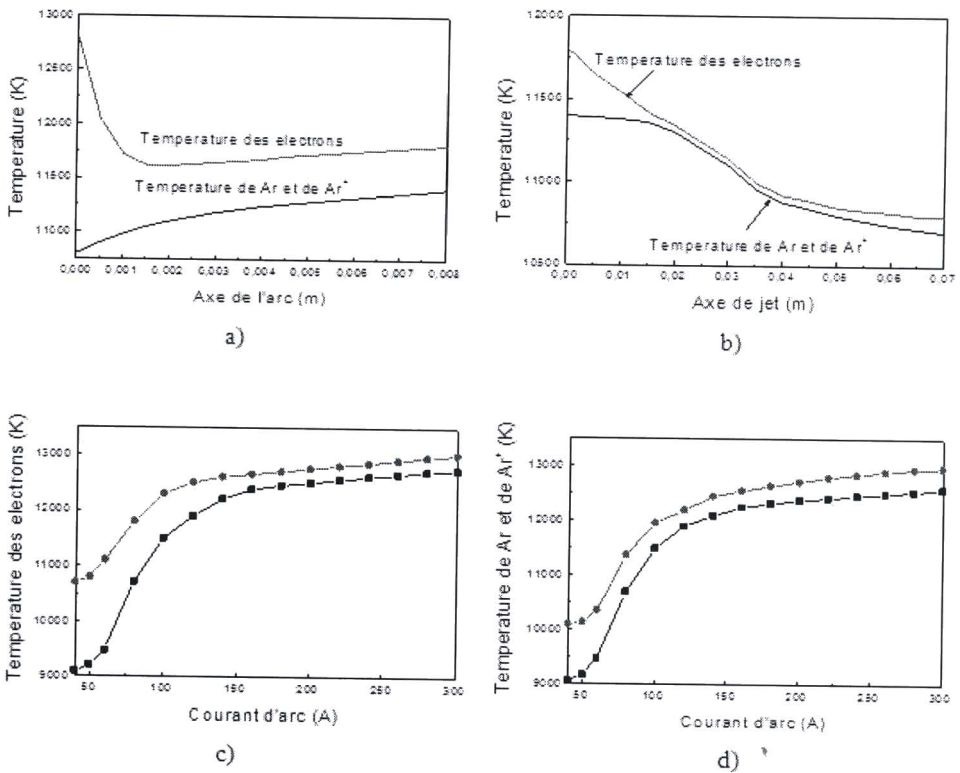 13000
12500
12000
11500
11000
Temperature (K)
Temperature des electrons
Temperature de Ar et de Ar+
0,000 0,001 0,002 0,003 0,004 0,005 0,006 0,007 0,008
Axe de l'arc (m)
a)
12000
11500
11000
10500
Temperature (K)
Temperature des electrons
Temperature de Ar et de Ar+
0,00 0,01 0,02 0,03 0,04 0,05 0,06 0,07
Axe de jet (m)
b)
13000
12000
11000
10000
9000
Temperature des electrons (K)
50 100 150 200 250 300
Courant d'arc (A)
c)
13000
12000
11000
10000
9000
Temperature de Ar et de Ar+ (K)
50 100 150 200 250 300
Courant d'arc (A)
d)